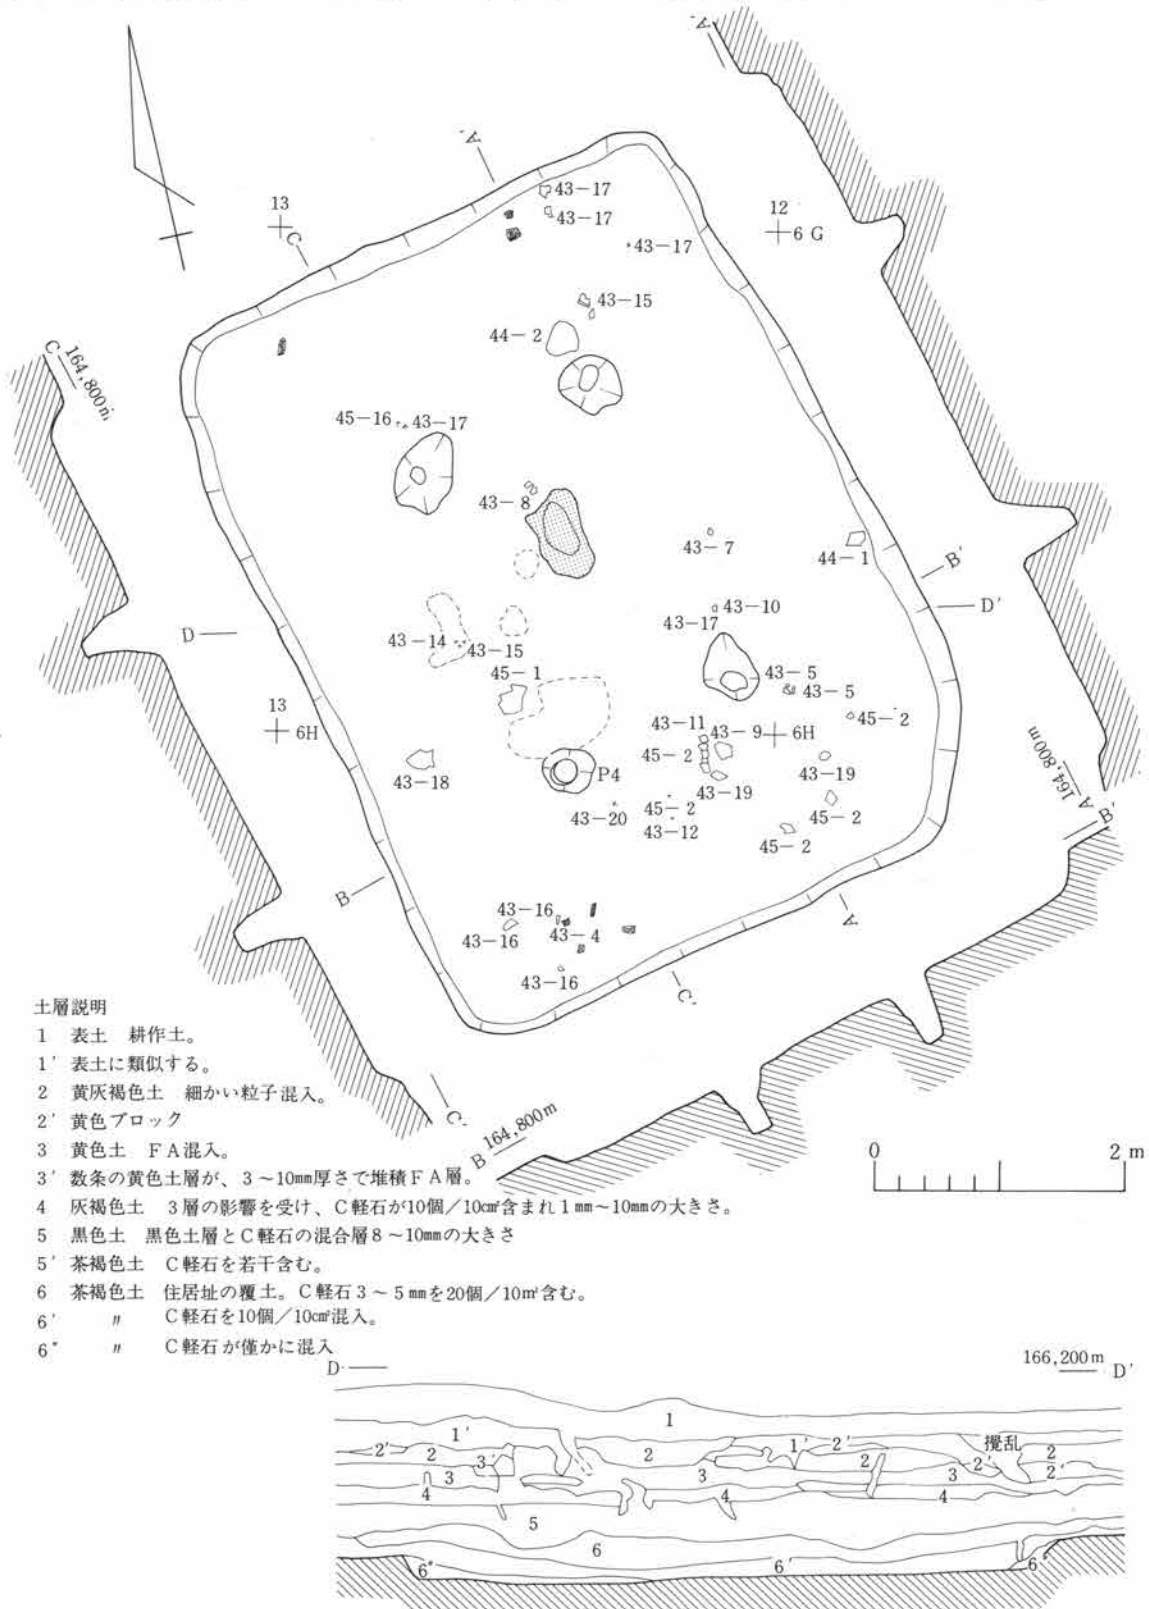 A'
A'
13
C
43-17
43-17
43-17
12
6 G
43-15
44-2
C 164,800m
45-16 43-17
43-8
43-7
44-1
B'
D'
D
43-10
43-17
43-14
43-15
45-1
43-5
43-5
13
6H
43-11
43-9
6H
45-2
45-2
43-18
P4
43-19
43-19
43-20
45-2
43-12
45-2
45-2
164,800m A
B'
B
A
43-16
43-16
43-4
43-16
C'
C'
B 164,800m
土層説明
1 表土 耕作土。
1' 表土に類似する。
2 黄灰褐色土 細かい粒子混入。
2' 黄色ブロック
3 黄色土 FA混入。
3' 数条の黄色土層が、3～10㎜厚さで堆積FA層。
4 灰褐色土 3層の影響を受け、C軽石が10個/10㎠含まれ1㎜～10㎜の大きさ。
5 黒色土 黒色土層とC軽石の混合層8～10㎜の大きさ
5' 茶褐色土 C軽石を若干含む。
6 茶褐色土 住居址の覆土。C軽石3～5㎜を20個/10㎡含む。
6' 〃 C軽石を10個/10㎠混入。
6" 〃 C軽石が僅かに混入
0 2 m
D
166,200m D'
1
1'
1'
2'
攪乱
2'
2
2
2
2'
2
3'
3
3
3
2'
4
4
4
5
6
6"
6'
6"